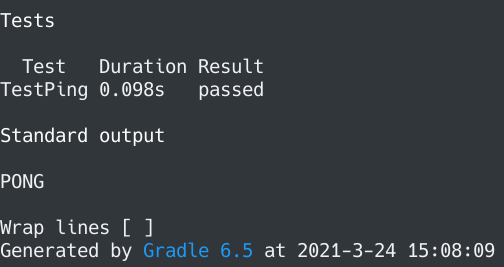 Tests
Test Duration Result
TestPing 0.098s passed
Standard output
PONG
Wrap lines [ ]
Generated by Gradle 6.5 at 2021-3-24 15:08:09